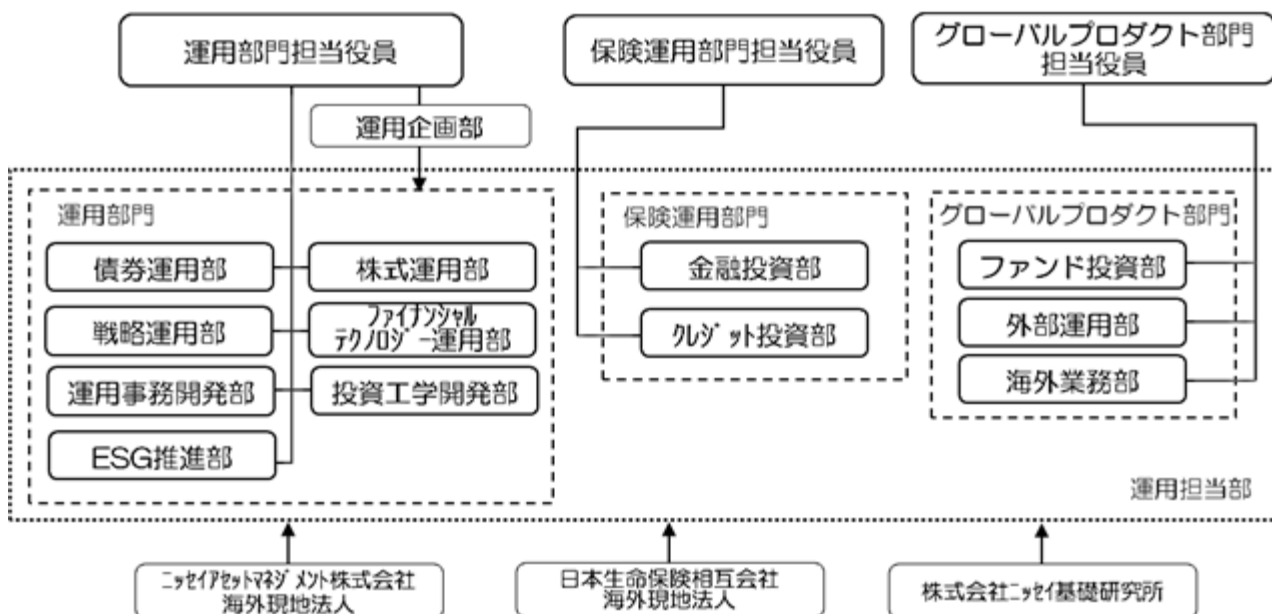 運用部門担当役員
保険運用部門担当役員
グローバルプロダクト部門
担当役員
運用企画部
運用部門
債券運用部
株式運用部
戦略運用部
ファイナンシャル
テクノロジー運用部
運用事務開発部
投資工学開発部
ESG推進部
保険運用部門
金融投資部
クレジット投資部
グローバルプロダクト部門
ファンド投資部
外部運用部
海外業務部
運用担当部
ニッセイアセットマネジメント株式会社
海外現地法人
日本生命保険相互会社
海外現地法人
株式会社ニッセイ基礎研究所